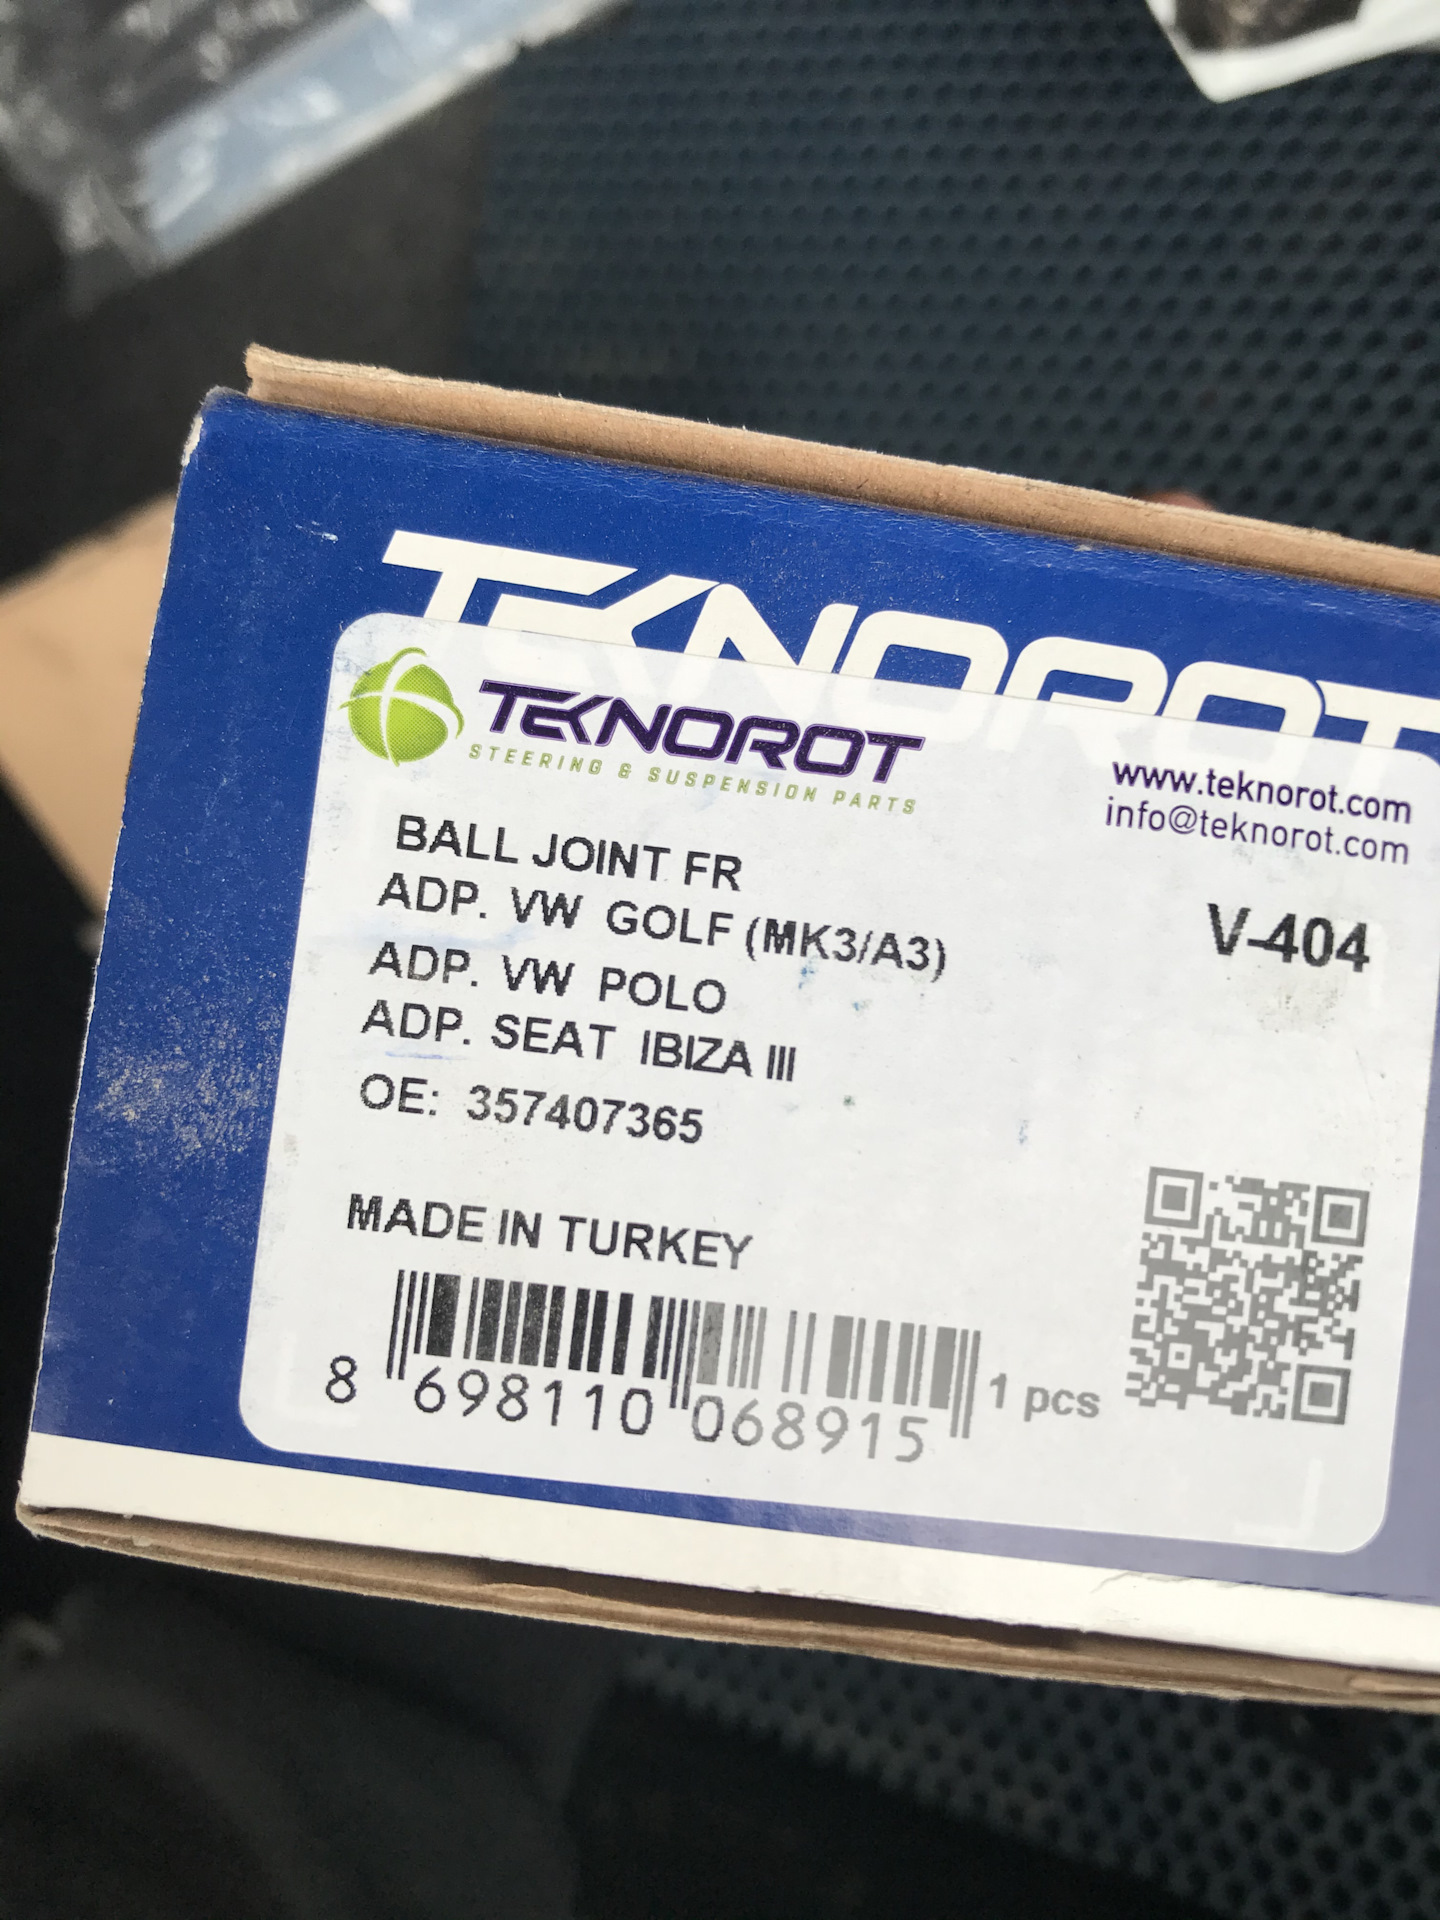 TEKNOROT
TEKNOROT
STEERING & SUSPENSION PARTS
www.teknorot.com
info@teknorot.com
BALL JOINT FR
ADP. VW GOLF (MK3/A3)
V-404
ADP. VW POLO
ADP. SEAT IBIZA III
OE: 357407365
MADE IN TURKEY
8 698110 068915
1 pcs